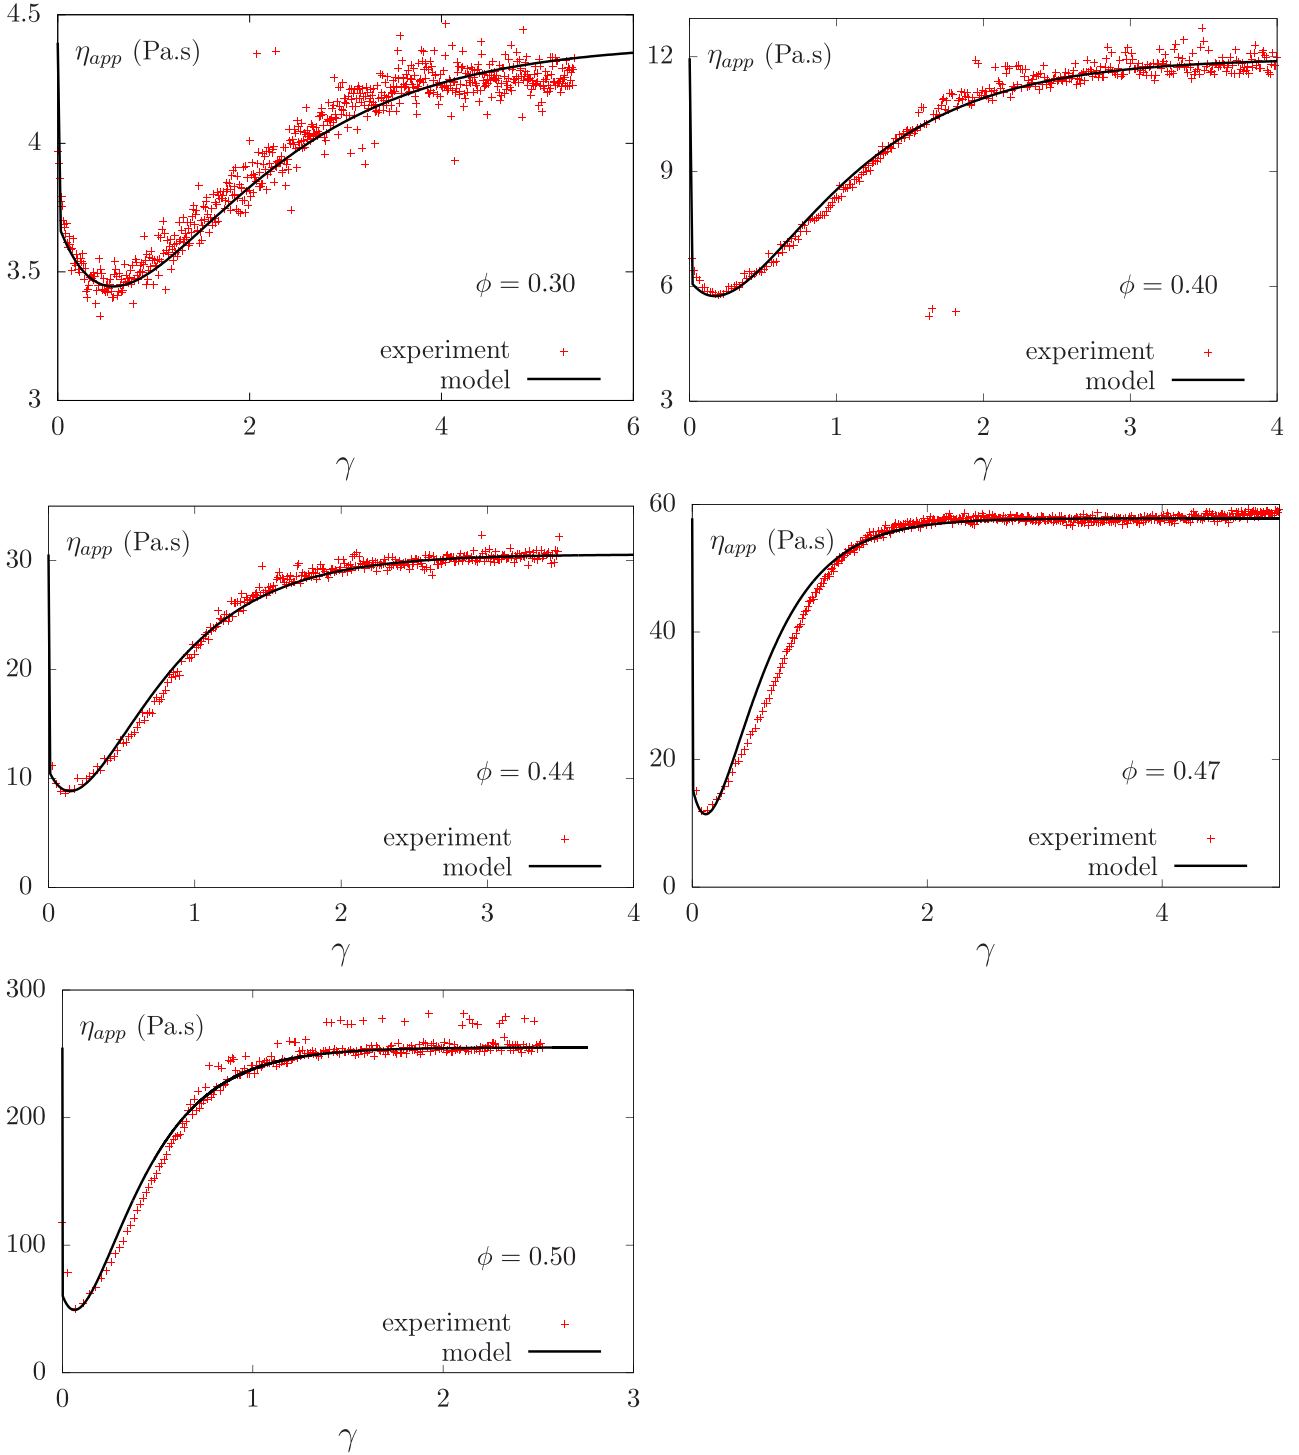 4.5
4
3.5
3
η_app (Pa.s)
ϕ = 0.30
experiment
model
0 2 4 6
γ
12
9
6
3
η_app (Pa.s)
ϕ = 0.40
experiment
model
0 1 2 3 4
γ
30
20
10
0
η_app (Pa.s)
ϕ = 0.44
experiment
model
0 1 2 3 4
γ
60
40
20
0
η_app (Pa.s)
ϕ = 0.47
experiment
model
0 2 4
γ
300
200
100
0
η_app (Pa.s)
ϕ = 0.50
experiment
model
0 1 2 3
γ